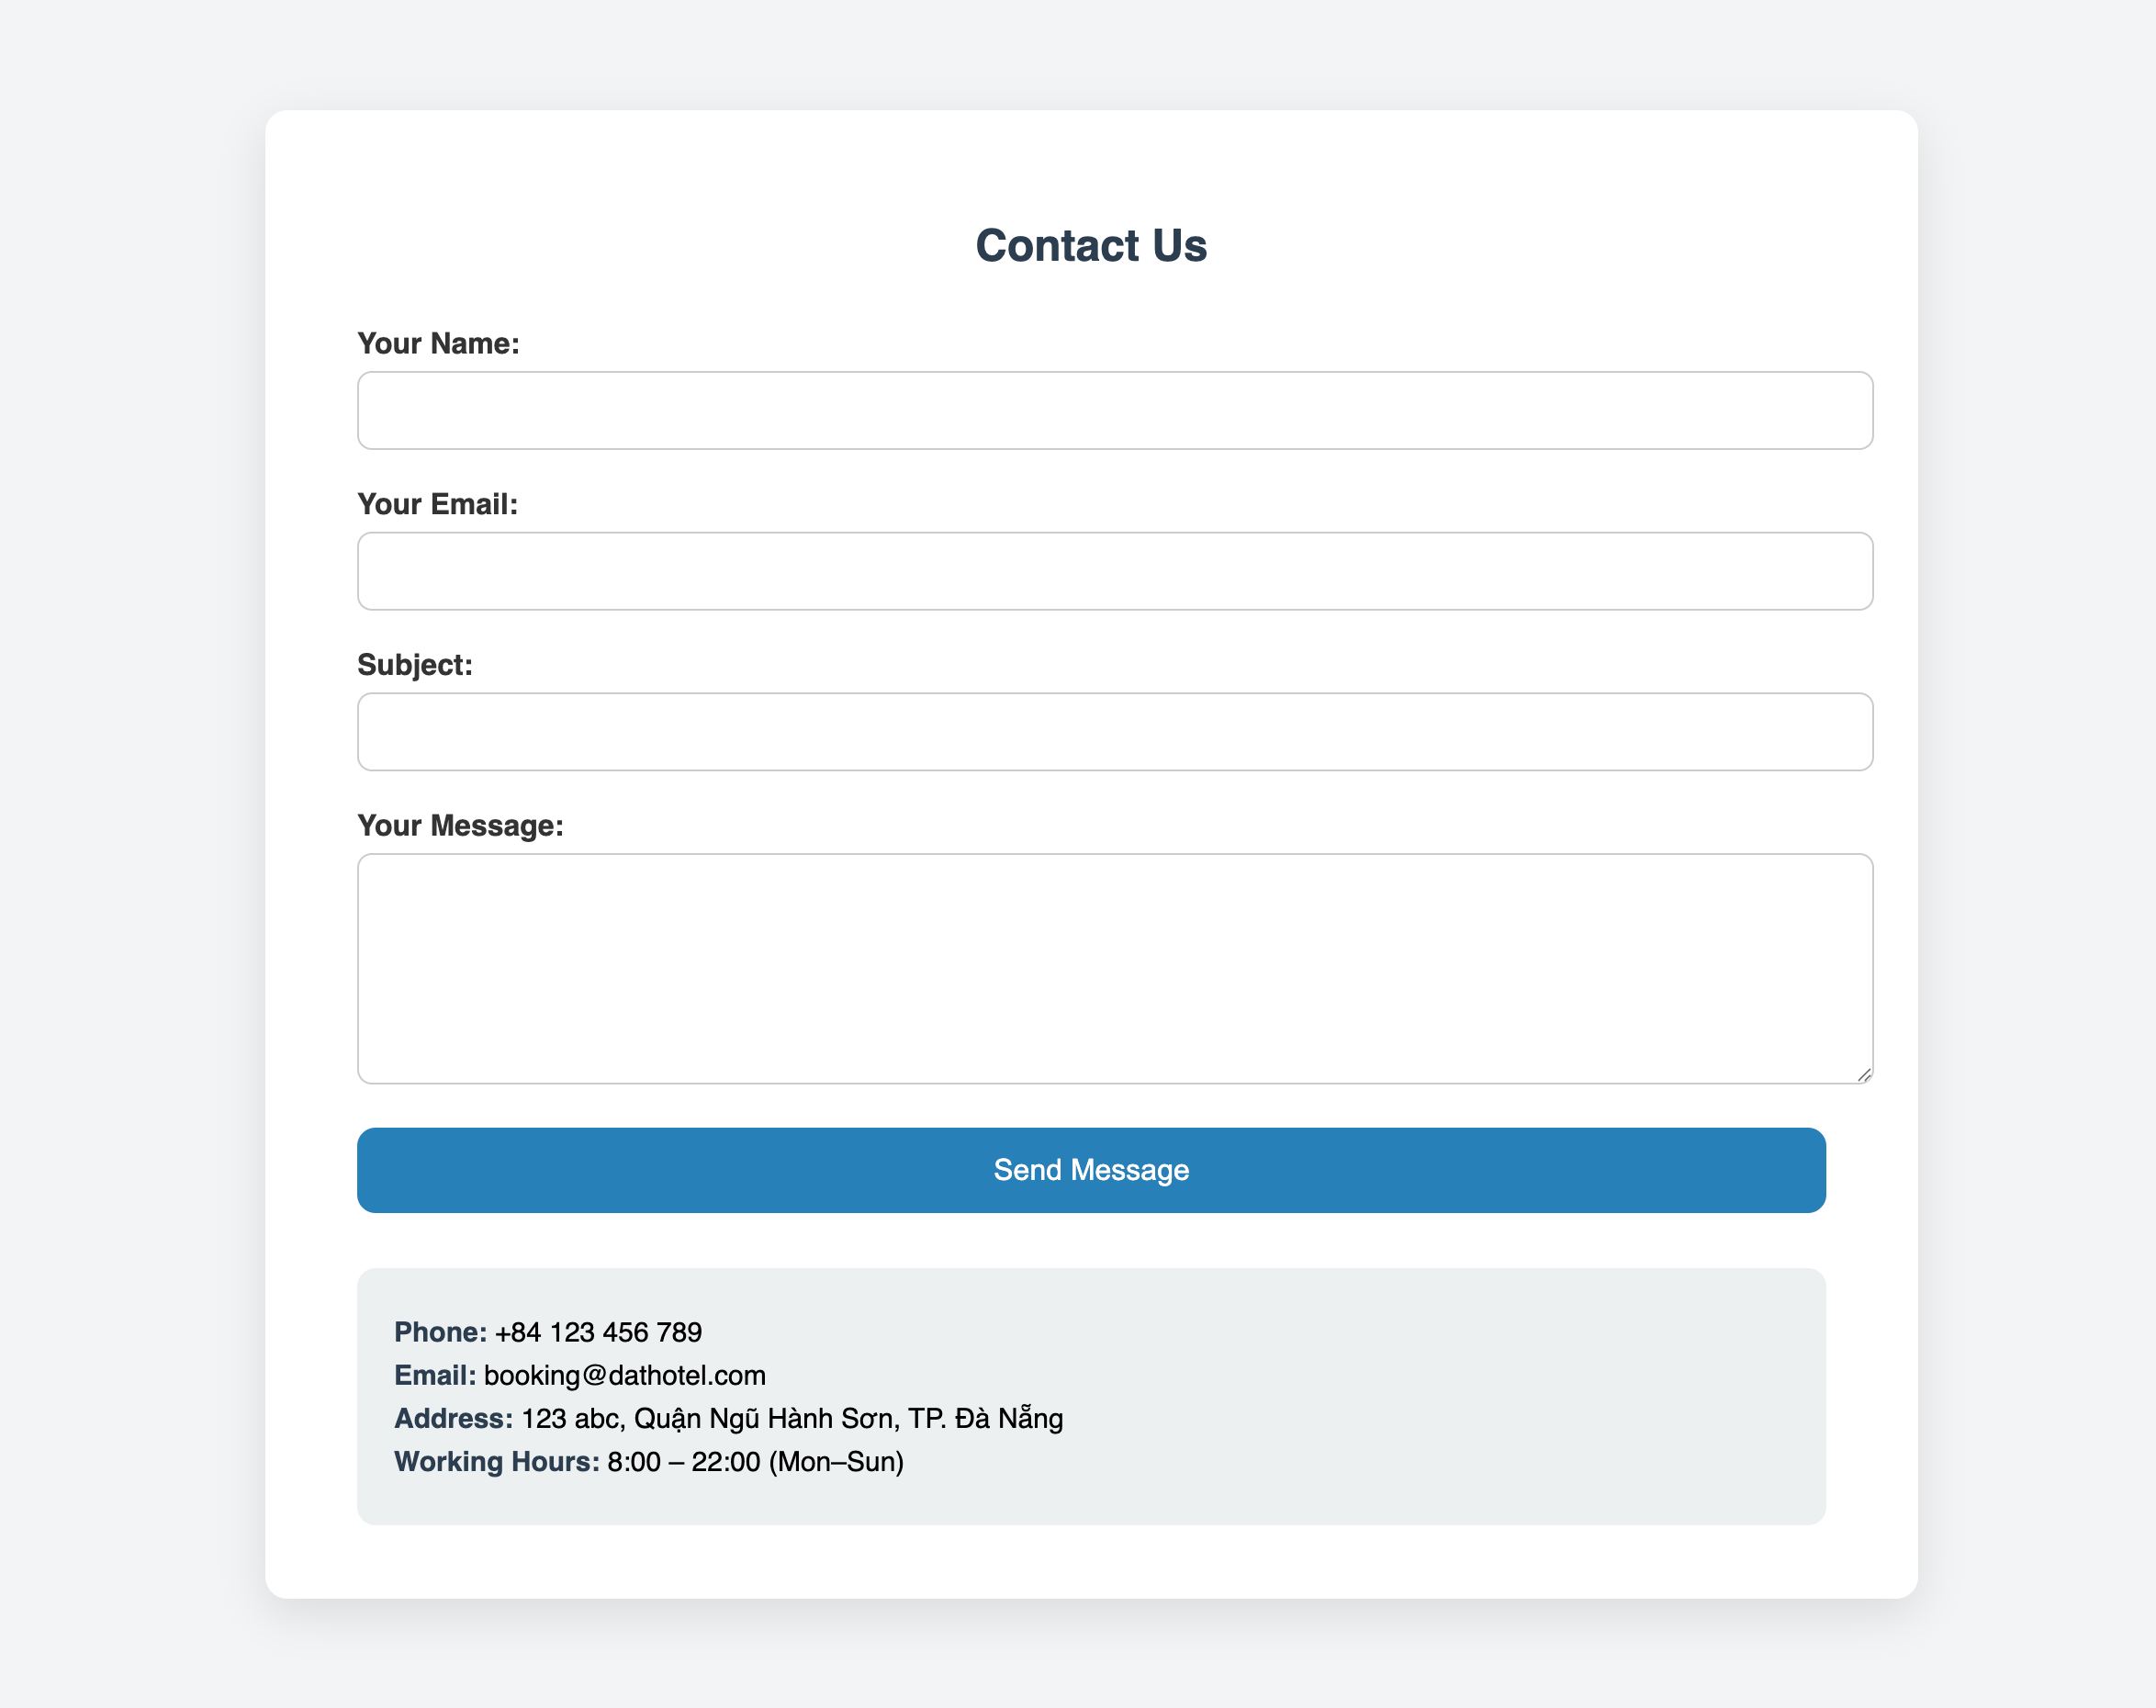 Contact Us
Your Name:
Your Email:
Subject:
Your Message:
Send Message
Phone: +84 123 456 789
Email: booking@dathotel.com
Address: 123 abc, Quận Ngũ Hành Sơn, TP. Đà Nẵng
Working Hours: 8:00 – 22:00 (Mon–Sun)